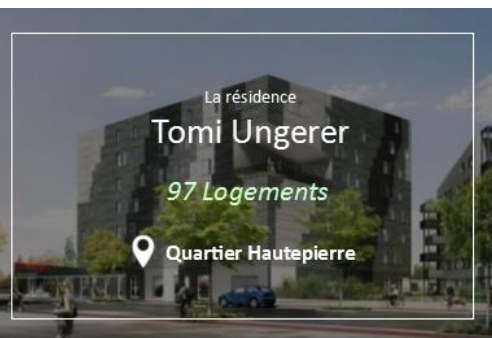 La résidence
Tomi Ungerer
97 Logements
Quartier Hautepierre